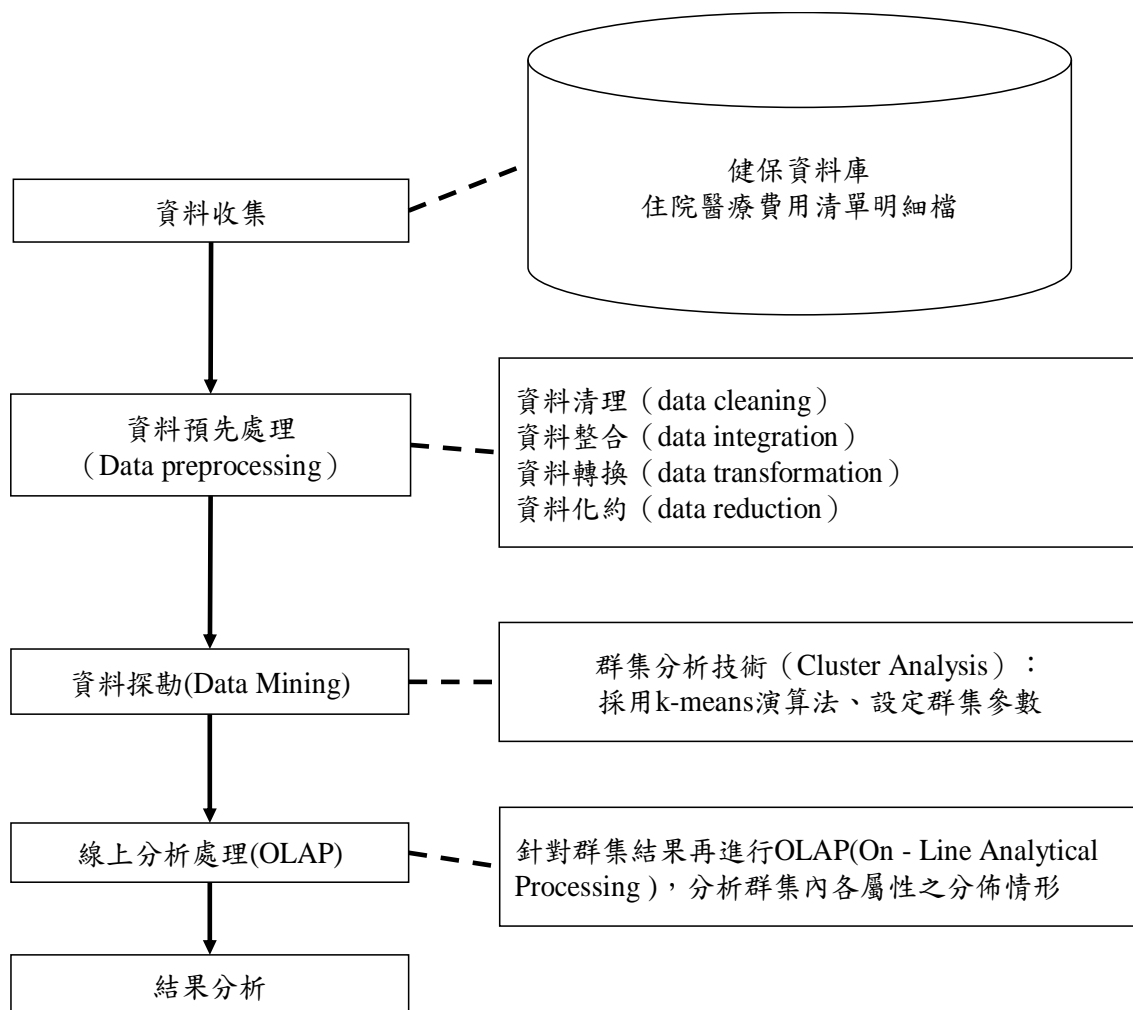 健保資料庫
住院醫療費用清單明細檔
資料收集
資料預先處理
（Data preprocessing）
資料清理（data cleaning）
資料整合（data integration）
資料轉換（data transformation）
資料化約（data reduction）
資料探勘(Data Mining)
群集分析技術（Cluster Analysis）：
採用k-means演算法、設定群集參數
線上分析處理(OLAP)
針對群集結果再進行OLAP(On - Line Analytical
Processing )，分析群集內各屬性之分佈情形
結果分析